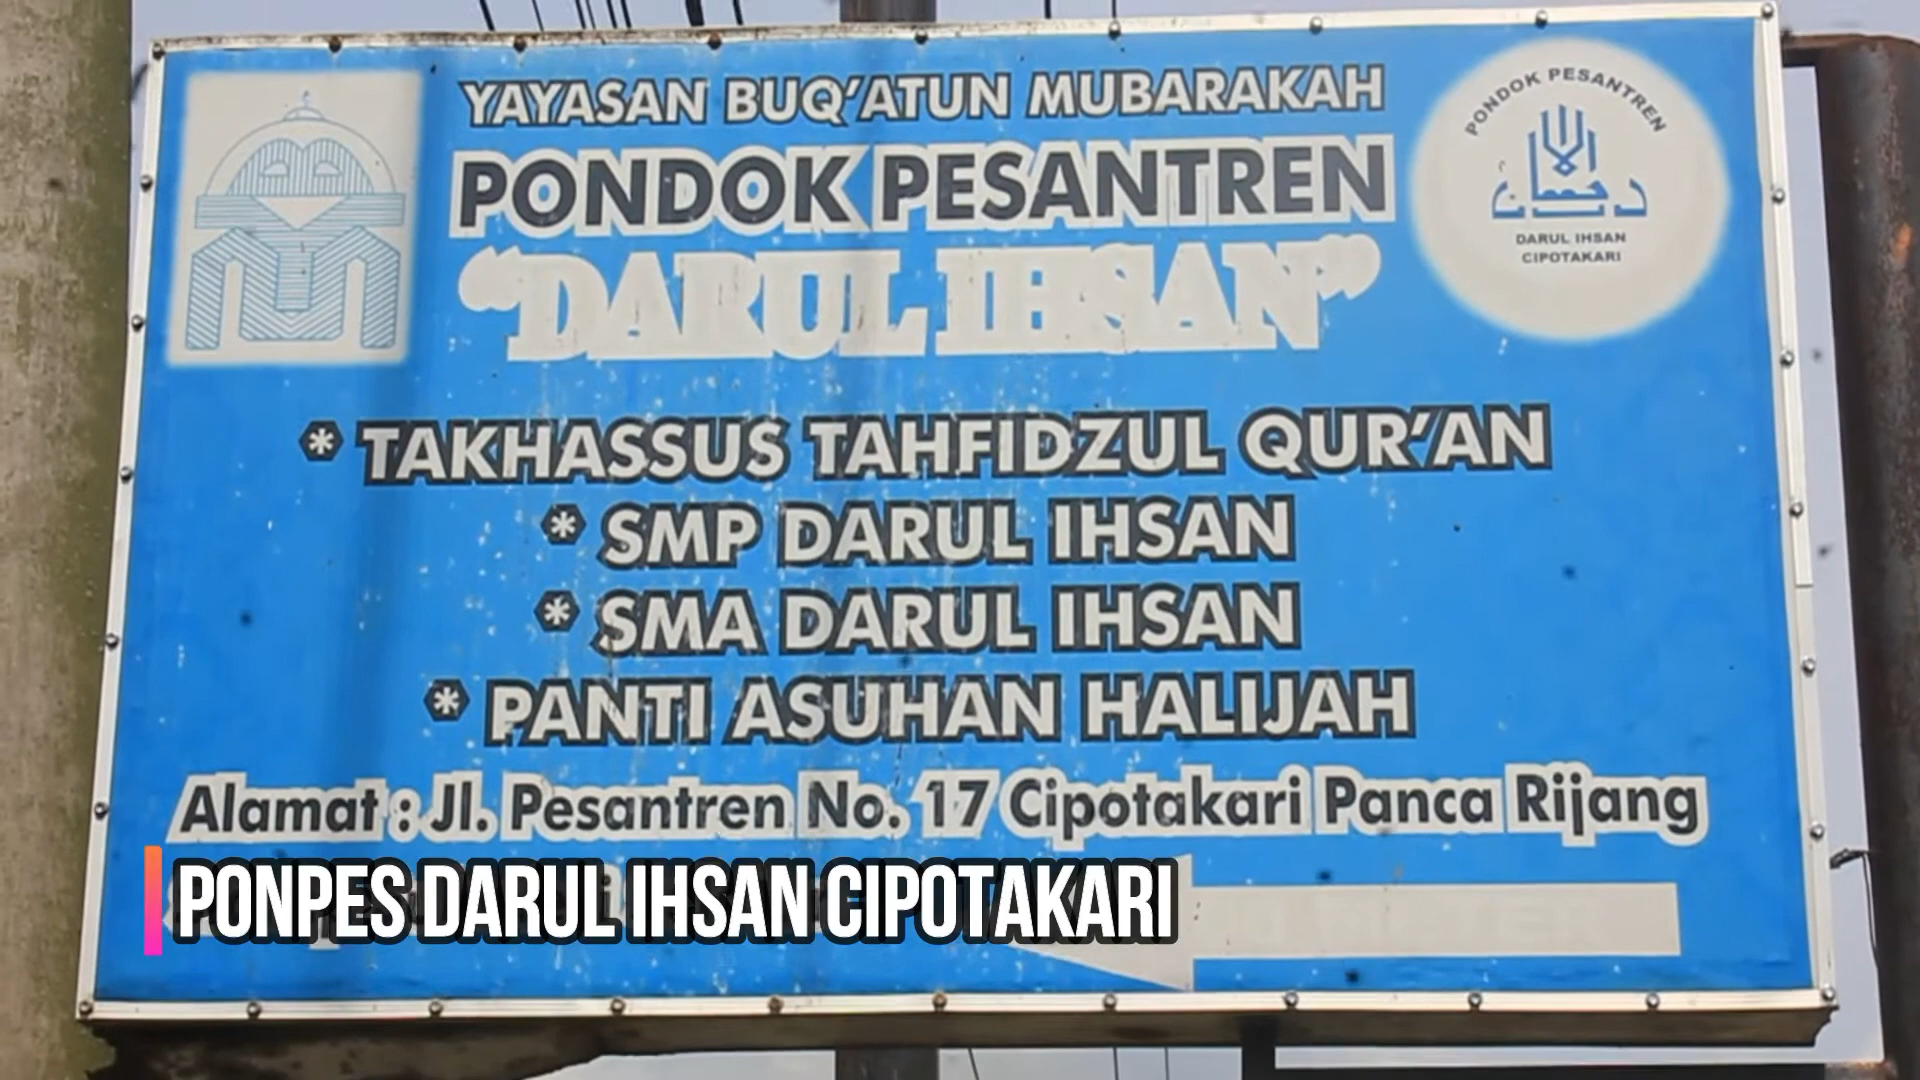 YAYASAN BUQ'ATUN MUBARAKAH
PONDOK PESANTREN
"DARUL IHSAN"
PONDOK PESANTREN
DARUL IHSAN
CIPOTAKARI
* TAKHASSUS TAHFIDZUL QUR'AN
* SMP DARUL IHSAN
* SMA DARUL IHSAN
* PANTI ASUHAN HALIJAH
Alamat : Jl. Pesantren No. 17 Cipotakari Panca Rijang
PONPES DARUL IHSAN CIPOTAKARI